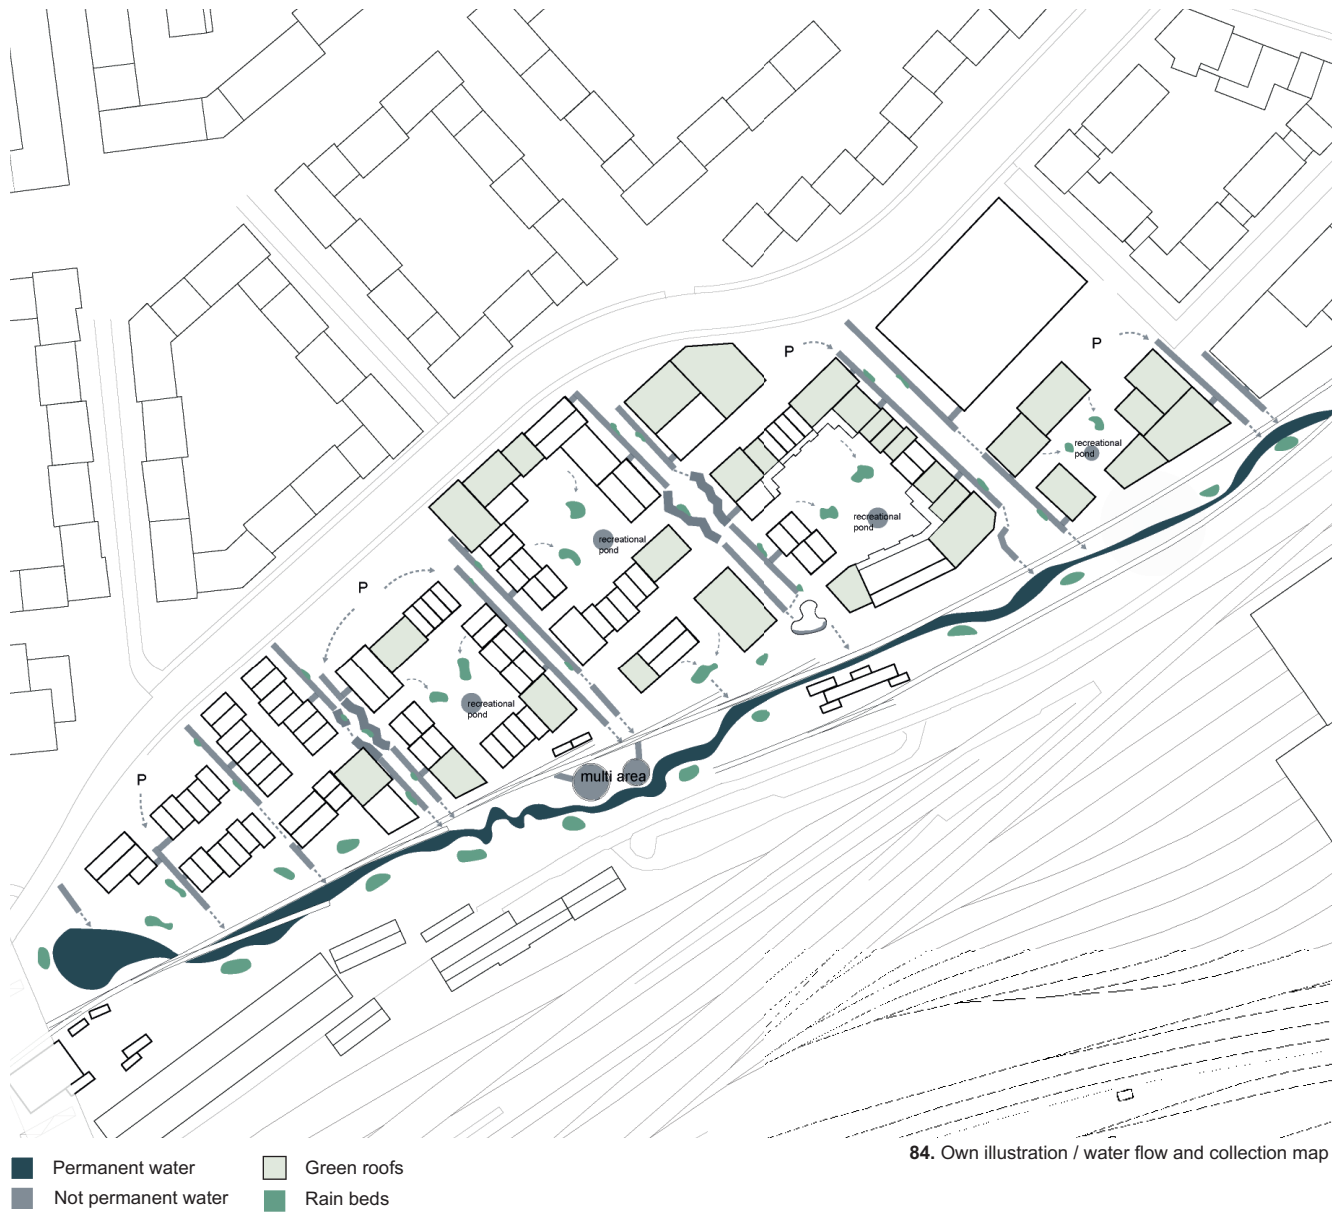 P
P
recreational
pond
recreational
pond
recreational
pond
P
recreational
pond
multi area
P
84. Own illustration / water flow and collection map
Permanent water
Green roofs
Not permanent water
Rain beds